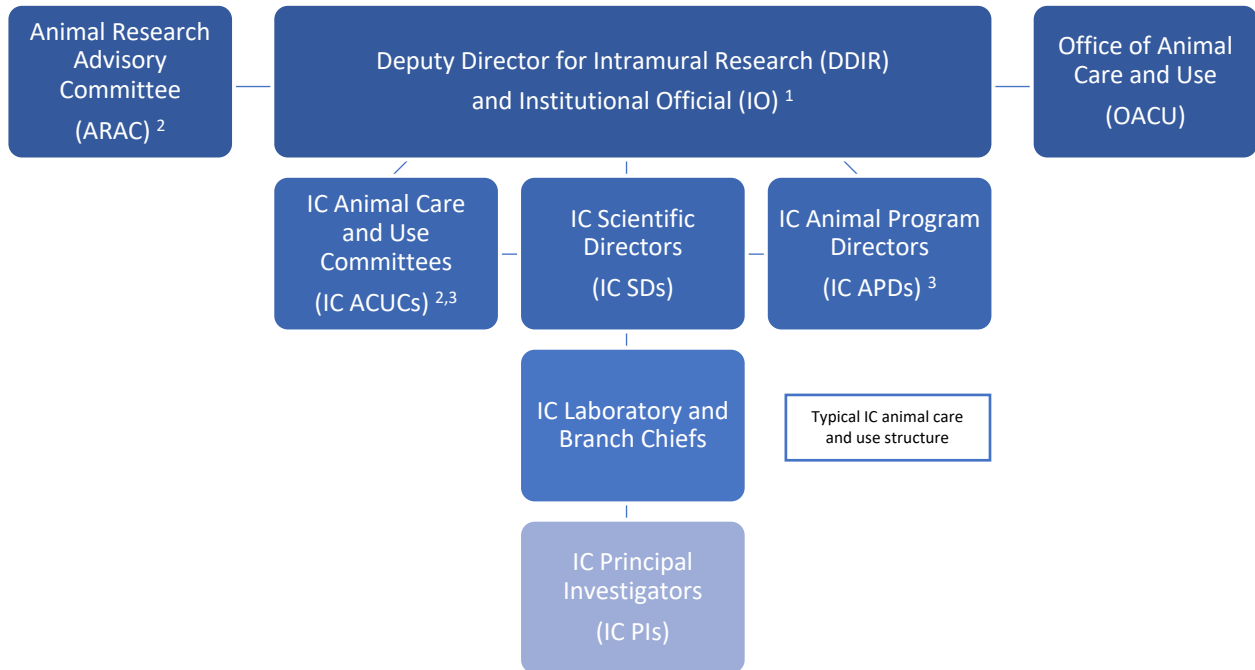 Animal Research
Advisory
Committee
(ARAC) 2
Deputy Director for Intramural Research (DDIR)
and Institutional Official (IO) 1
Office of Animal
Care and Use
(OACU)
IC Animal Care
and Use
Committees
(IC ACUCs) 2,3
IC Scientific
Directors
(IC SDs)
IC Animal Program
Directors
(IC APDs) 3
IC Laboratory and
Branch Chiefs
Typical IC animal care
and use structure
IC Principal
Investigators
(IC PIs)